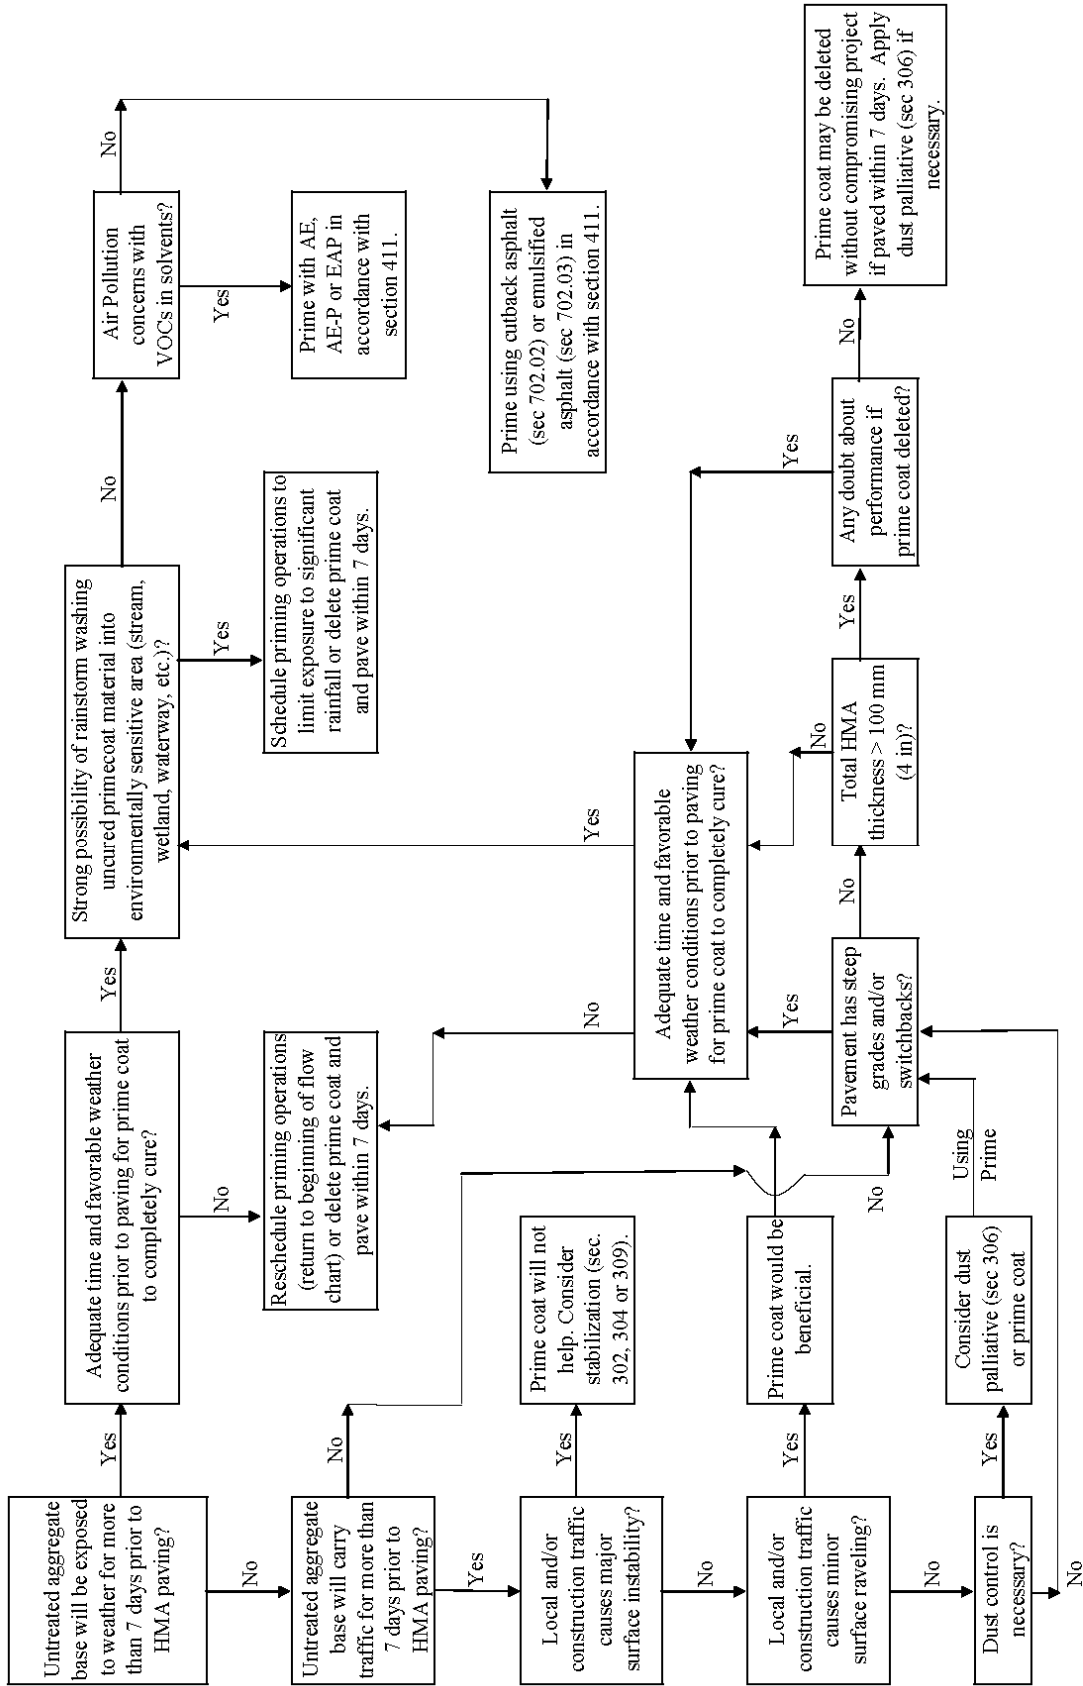 Untreated aggregate
base will be exposed
to weather for more
than 7 days prior to
HMA paving?
Yes
No
Adequate time and favorable weather
conditions prior to paving for prime coat
to completely cure?
Yes
No
Strong possibility of rainstorm washing
uncured primecoat material into
environmentally sensitive area (stream,
wetland, waterway, etc.)?
No
Yes
Air Pollution
concerns with
VOCs in solvents?
No
Yes
Reschedule priming operations
(return to beginning of flow
chart) or delete prime coat and
pave within 7 days.
Schedule priming operations to
limit exposure to significant
rainfall or delete prime coat
and pave within 7 days.
Prime with AE,
AE-P or EAP in
accordance with
section 411.
Untreated aggregate
base will carry
traffic for more than
7 days prior to
HMA paving?
No
Yes
Prime using cutback asphalt
(sec 702.02) or emulsified
asphalt (sec 702.03) in
accordance with section 411.
Local and/or
construction traffic
causes major
surface instability?
Yes
No
Prime coat will not
help. Consider
stabilization (sec.
302, 304 or 309).
Adequate time and favorable
weather conditions prior to paving
for prime coat to completely cure?
No
Yes
Local and/or
construction traffic
causes minor
surface raveling?
Yes
No
Prime coat would be
beneficial.
No
Pavement has steep
grades and/or
switchbacks?
Yes
No
Total HMA
thickness > 100 mm
(4 in)?
No
Yes
Any doubt about
performance if
prime coat deleted?
Yes
No
Prime coat may be deleted
without compromising project
if paved within 7 days. Apply
dust palliative (sec 306) if
necessary.
Dust control is
necessary?
Yes
No
Consider dust
palliative (sec 306)
or prime coat
Using
Prime